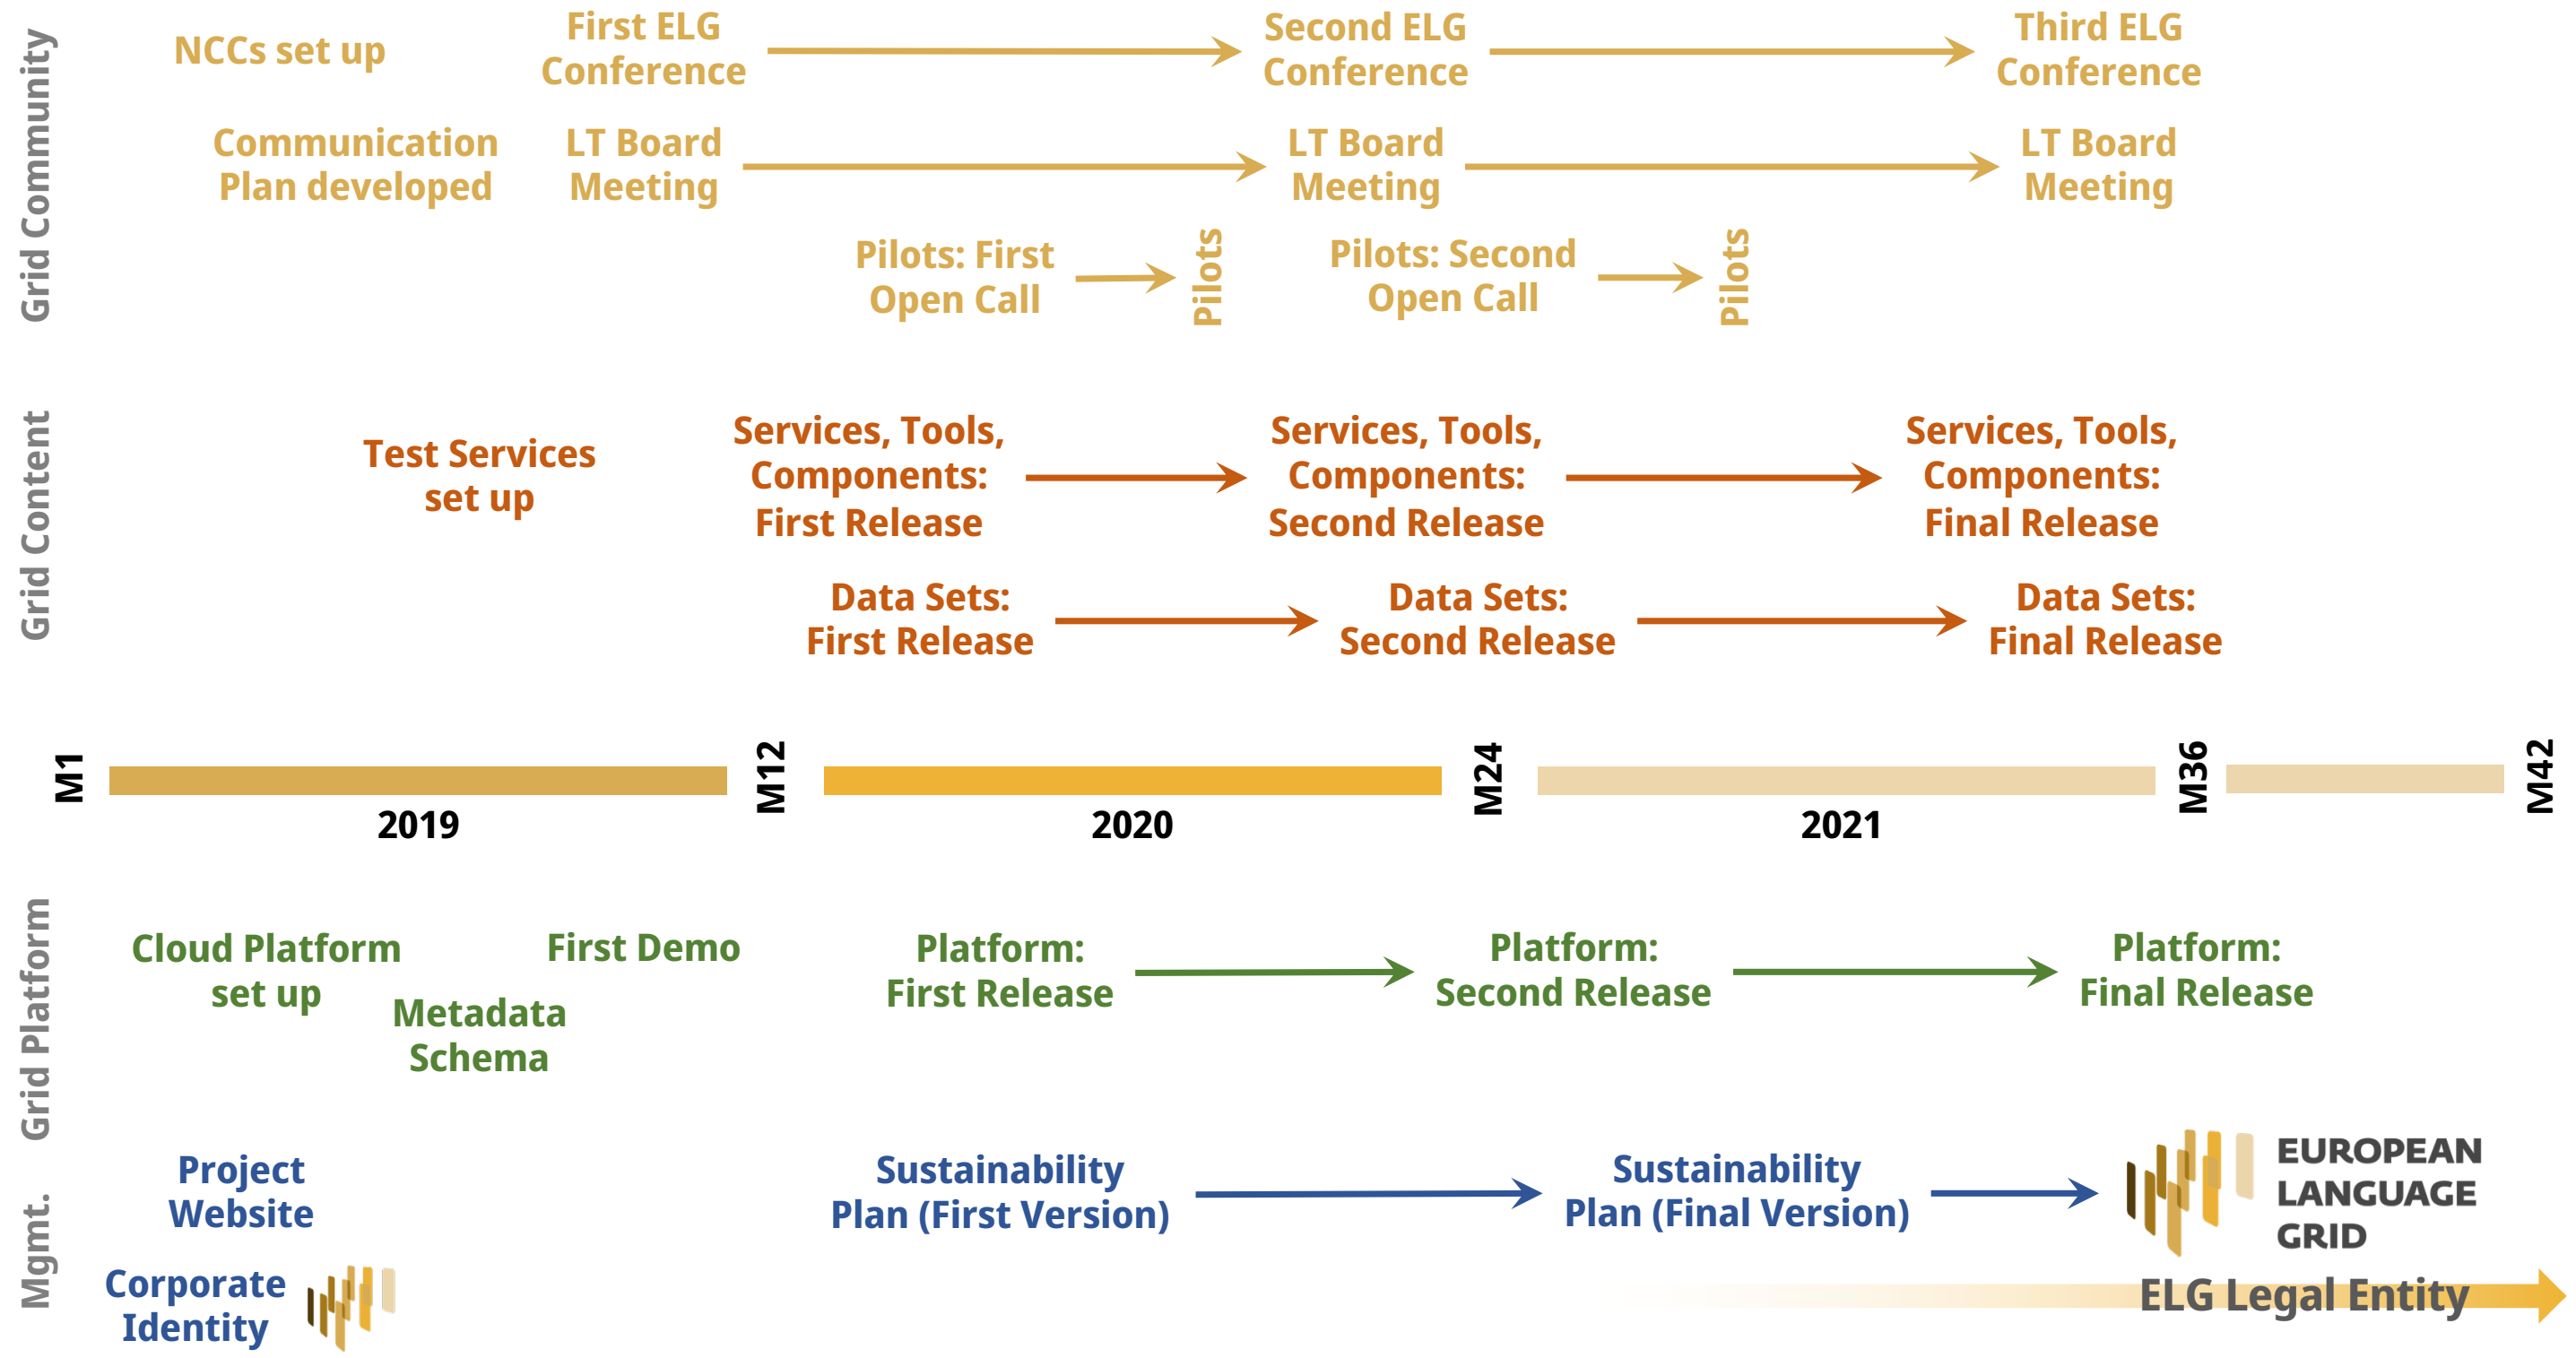 Grid Community
NCCs set up
First ELG
Conference
Second ELG
Conference
Third ELG
Conference
Communication
Plan developed
LT Board
Meeting
LT Board
Meeting
LT Board
Meeting
Pilots: First
Open Call
Pilots
Pilots: Second
Open Call
Pilots
Grid Content
Test Services
set up
Services, Tools,
Components:
First Release
Services, Tools,
Components:
Second Release
Services, Tools,
Components:
Final Release
Data Sets:
First Release
Data Sets:
Second Release
Data Sets:
Final Release
M1
M12
M24
M36
M42
2019
2020
2021
Grid Platform
Cloud Platform
set up
Metadata
Schema
First Demo
Platform:
First Release
Platform:
Second Release
Platform:
Final Release
Mgmt.
Project
Website
Sustainability
Plan (First Version)
Sustainability
Plan (Final Version)
EUROPEAN
LANGUAGE
GRID
Corporate
Identity
ELG Legal Entity